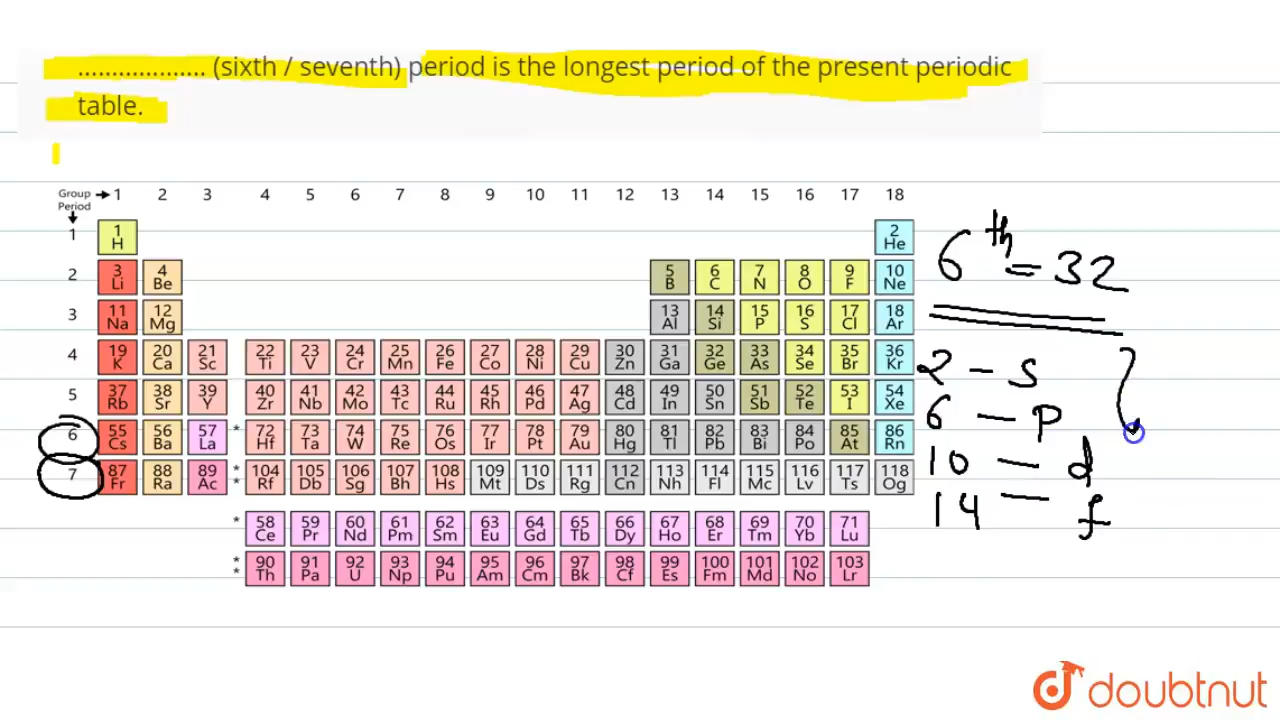 ................... (sixth / seventh) period is the longest period of the present periodic
table.
Group → 1 2 3 4 5 6 7 8 9 10 11 12 13 14 15 16 17 18
Period
↓
1 1 H 2 He
2 3 Li 4 Be 5 B 6 C 7 N 8 O 9 F 10 Ne
3 11 Na 12 Mg 13 Al 14 Si 15 P 16 S 17 Cl 18 Ar
4 19 K 20 Ca 21 Sc 22 Ti 23 V 24 Cr 25 Mn 26 Fe 27 Co 28 Ni 29 Cu 30 Zn 31 Ga 32 Ge 33 As 34 Se 35 Br 36 Kr
5 37 Rb 38 Sr 39 Y 40 Zr 41 Nb 42 Mo 43 Tc 44 Ru 45 Rh 46 Pd 47 Ag 48 Cd 49 In 50 Sn 51 Sb 52 Te 53 I 54 Xe
6 55 Cs 56 Ba 57 La * 72 Hf 73 Ta 74 W 75 Re 76 Os 77 Ir 78 Pt 79 Au 80 Hg 81 Tl 82 Pb 83 Bi 84 Po 85 At 86 Rn
7 87 Fr 88 Ra 89 Ac * * 104 Rf 105 Db 106 Sg 107 Bh 108 Hs 109 Mt 110 Ds 111 Rg 112 Cn 113 Nh 114 Fl 115 Mc 116 Lv 117 Ts 118 Og
* 58 Ce 59 Pr 60 Nd 61 Pm 62 Sm 63 Eu 64 Gd 65 Tb 66 Dy 67 Ho 68 Er 69 Tm 70 Yb 71 Lu
* * 90 Th 91 Pa 92 U 93 Np 94 Pu 95 Am 96 Cm 97 Bk 98 Cf 99 Es 100 Fm 101 Md 102 No 103 Lr
6th = 32
2 - s
6 - p
10 - d
14 - f
doubtnut